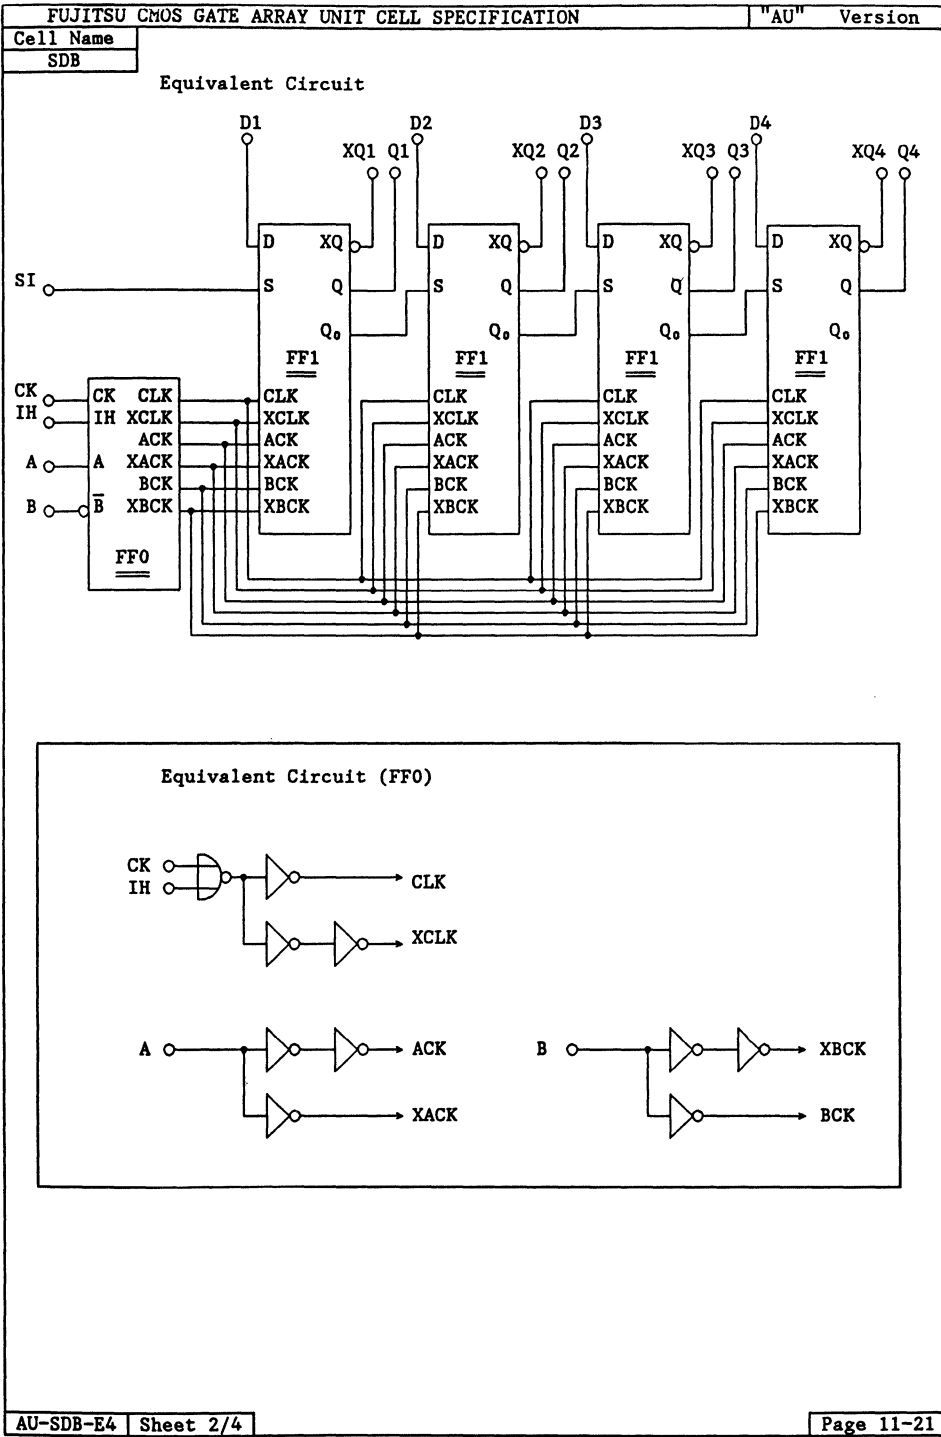 FUJITSU CMOS GATE ARRAY UNIT CELL SPECIFICATION "AU" Version
Cell Name
SDB
Equivalent Circuit
D1 D2 D3 D4
XQ1 Q1 XQ2 Q2 XQ3 Q3 XQ4 Q4
D XQ D XQ D XQ D XQ
SI S Q S Q S Q S Q
Q₀ Q₀ Q₀ Q₀
FF1 FF1 FF1 FF1
CK CK CLK CLK CLK CLK CLK
IH IH XCLK XCLK XCLK XCLK XCLK
ACK ACK ACK ACK ACK
A A XACK XACK XACK XACK XACK
BCK BCK BCK BCK BCK
B B̅ XBCK XBCK XBCK XBCK XBCK
FF0
Equivalent Circuit (FF0)
CK
IH CLK
XCLK
A ACK B XBCK
XACK BCK
AU-SDB-E4 Sheet 2/4 Page 11-21